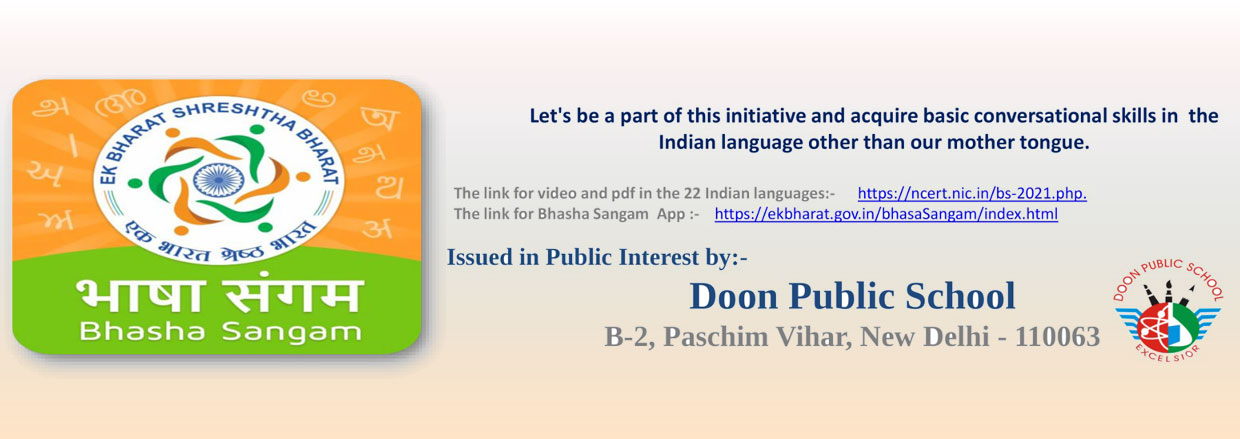 EK BHARAT SHRESHTHA BHARAT
एक भारत श्रेष्ठ भारत
भाषा संगम
Bhasha Sangam
Let's be a part of this initiative and acquire basic conversational skills in the
Indian language other than our mother tongue.
The link for video and pdf in the 22 Indian languages:- https://ncert.nic.in/bs-2021.php.
The link for Bhasha Sangam App :- https://ekbharat.gov.in/bhasaSangam/index.html
Issued in Public Interest by:-
Doon Public School
B-2, Paschim Vihar, New Delhi - 110063
DOON PUBLIC SCHOOL
EXCELSIOR